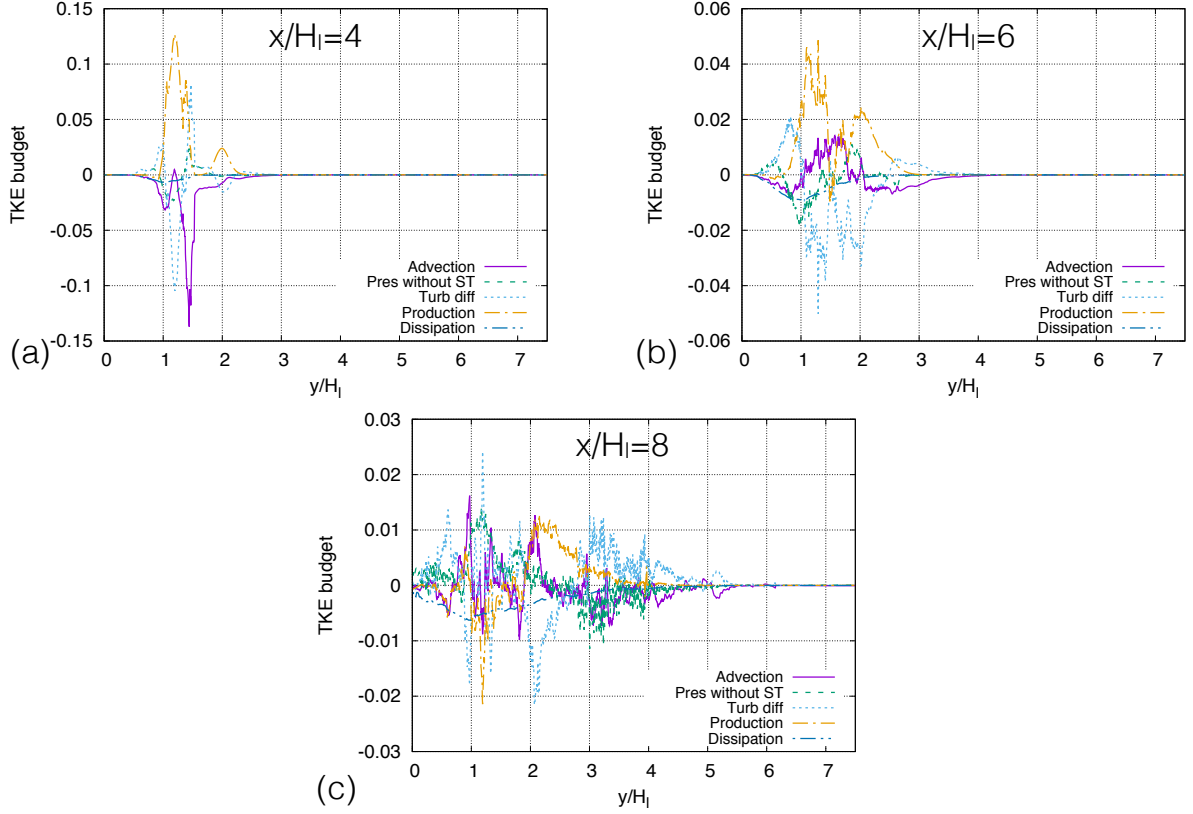 x/Hₗ=4
0.15
0.1
0.05
0
-0.05
-0.1
-0.15
TKE budget
Advection
Pres without ST
Turb diff
Production
Dissipation
0 1 2 3 4 5 6 7
y/Hₗ
(a)
x/Hₗ=6
0.06
0.04
0.02
0
-0.02
-0.04
-0.06
TKE budget
Advection
Pres without ST
Turb diff
Production
Dissipation
0 1 2 3 4 5 6 7
y/Hₗ
(b)
x/Hₗ=8
0.03
0.02
0.01
0
-0.01
-0.02
-0.03
TKE budget
Advection
Pres without ST
Turb diff
Production
Dissipation
0 1 2 3 4 5 6 7
y/Hₗ
(c)